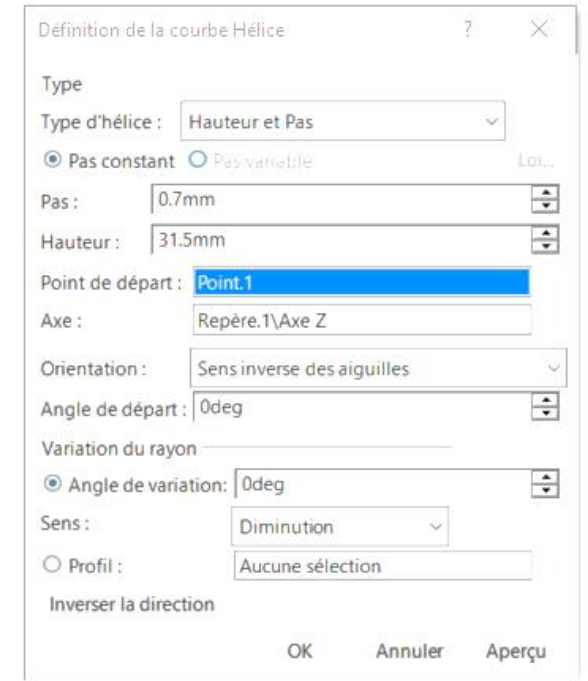 Définition de la courbe Hélice ?
Type
Type d'hélice : Hauteur et Pas
Pas constant Pas variable Loi...
Pas : 0.7mm
Hauteur : 31.5mm
Point de départ : Point.1
Axe : Repère.1\Axe Z
Orientation : Sens inverse des aiguilles
Angle de départ : 0deg
Variation du rayon
Angle de variation: 0deg
Sens : Diminution
Profil : Aucune sélection
Inverser la direction
OK Annuler Aperçu